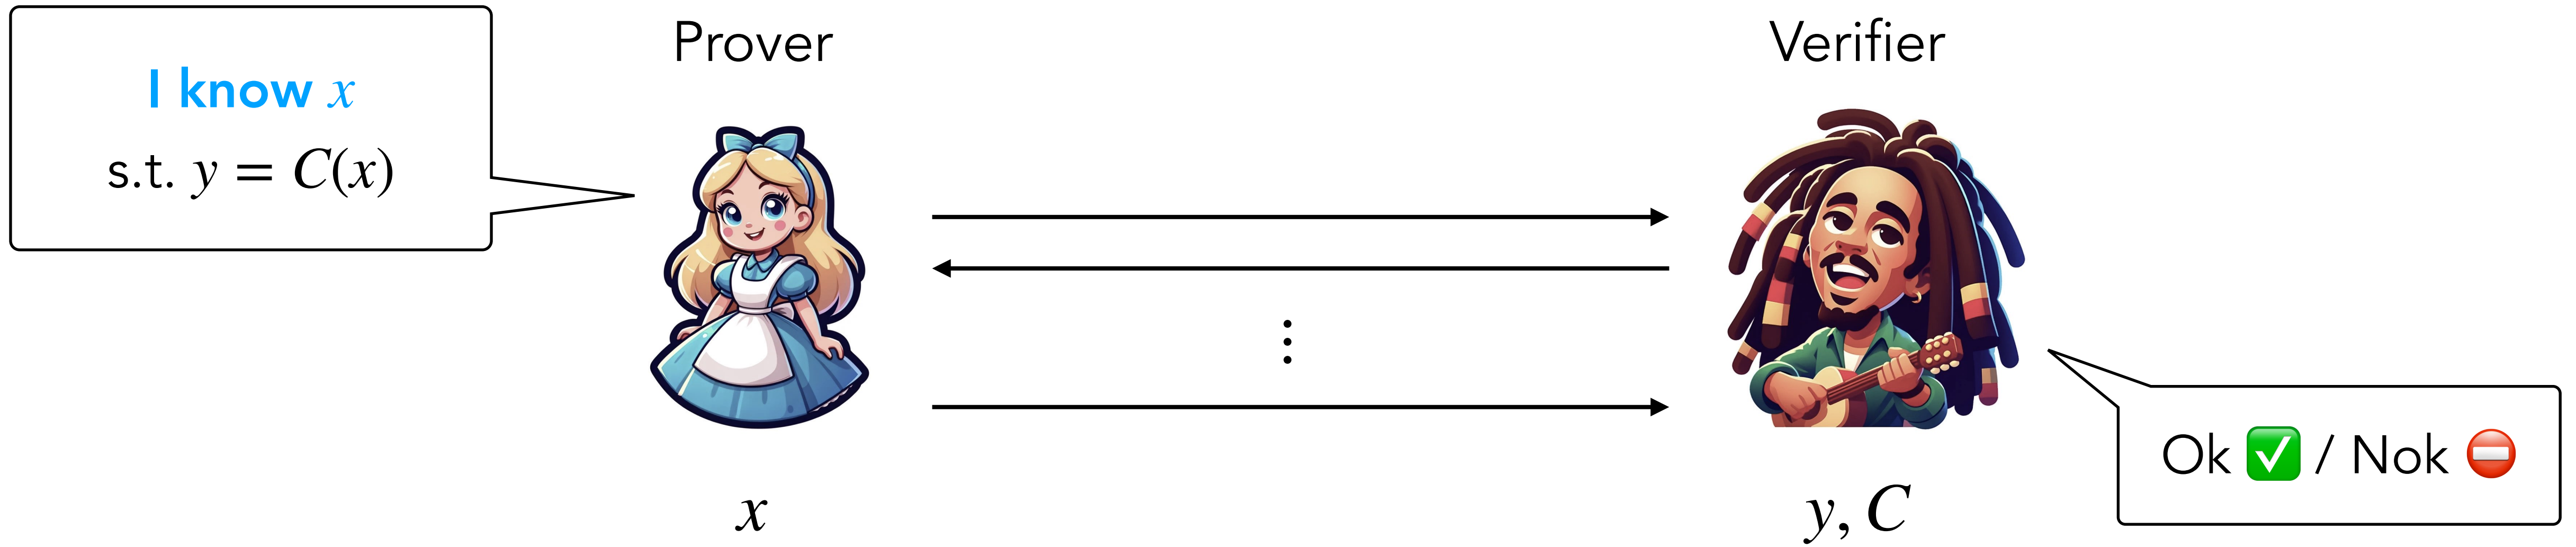 Prover
Verifier
I know x
s.t. y = C(x)
⋮
Ok ✅ / Nok ⛔
x
y, C